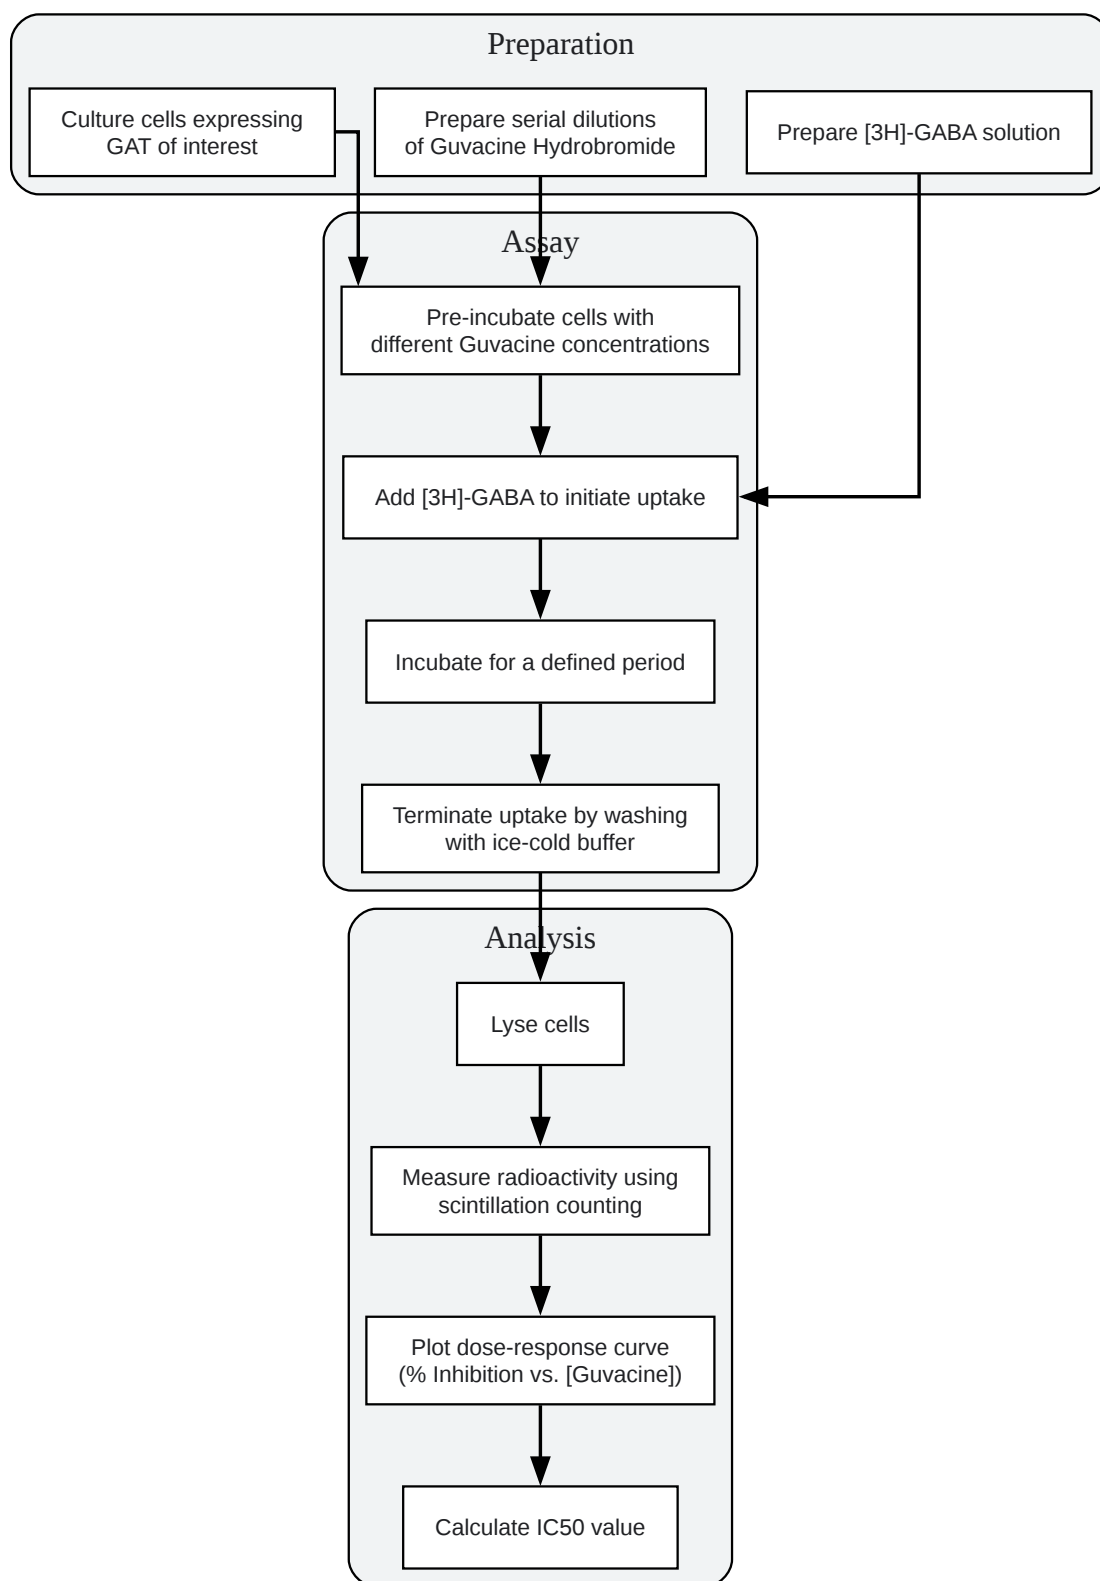 Preparation
Culture cells expressing
GAT of interest
Prepare serial dilutions
of Guvacine Hydrobromide
Prepare [3H]-GABA solution
Assay
Pre-incubate cells with
different Guvacine concentrations
Add [3H]-GABA to initiate uptake
Incubate for a defined period
Terminate uptake by washing
with ice-cold buffer
Analysis
Lyse cells
Measure radioactivity using
scintillation counting
Plot dose-response curve
(% Inhibition vs. [Guvacine])
Calculate IC50 value